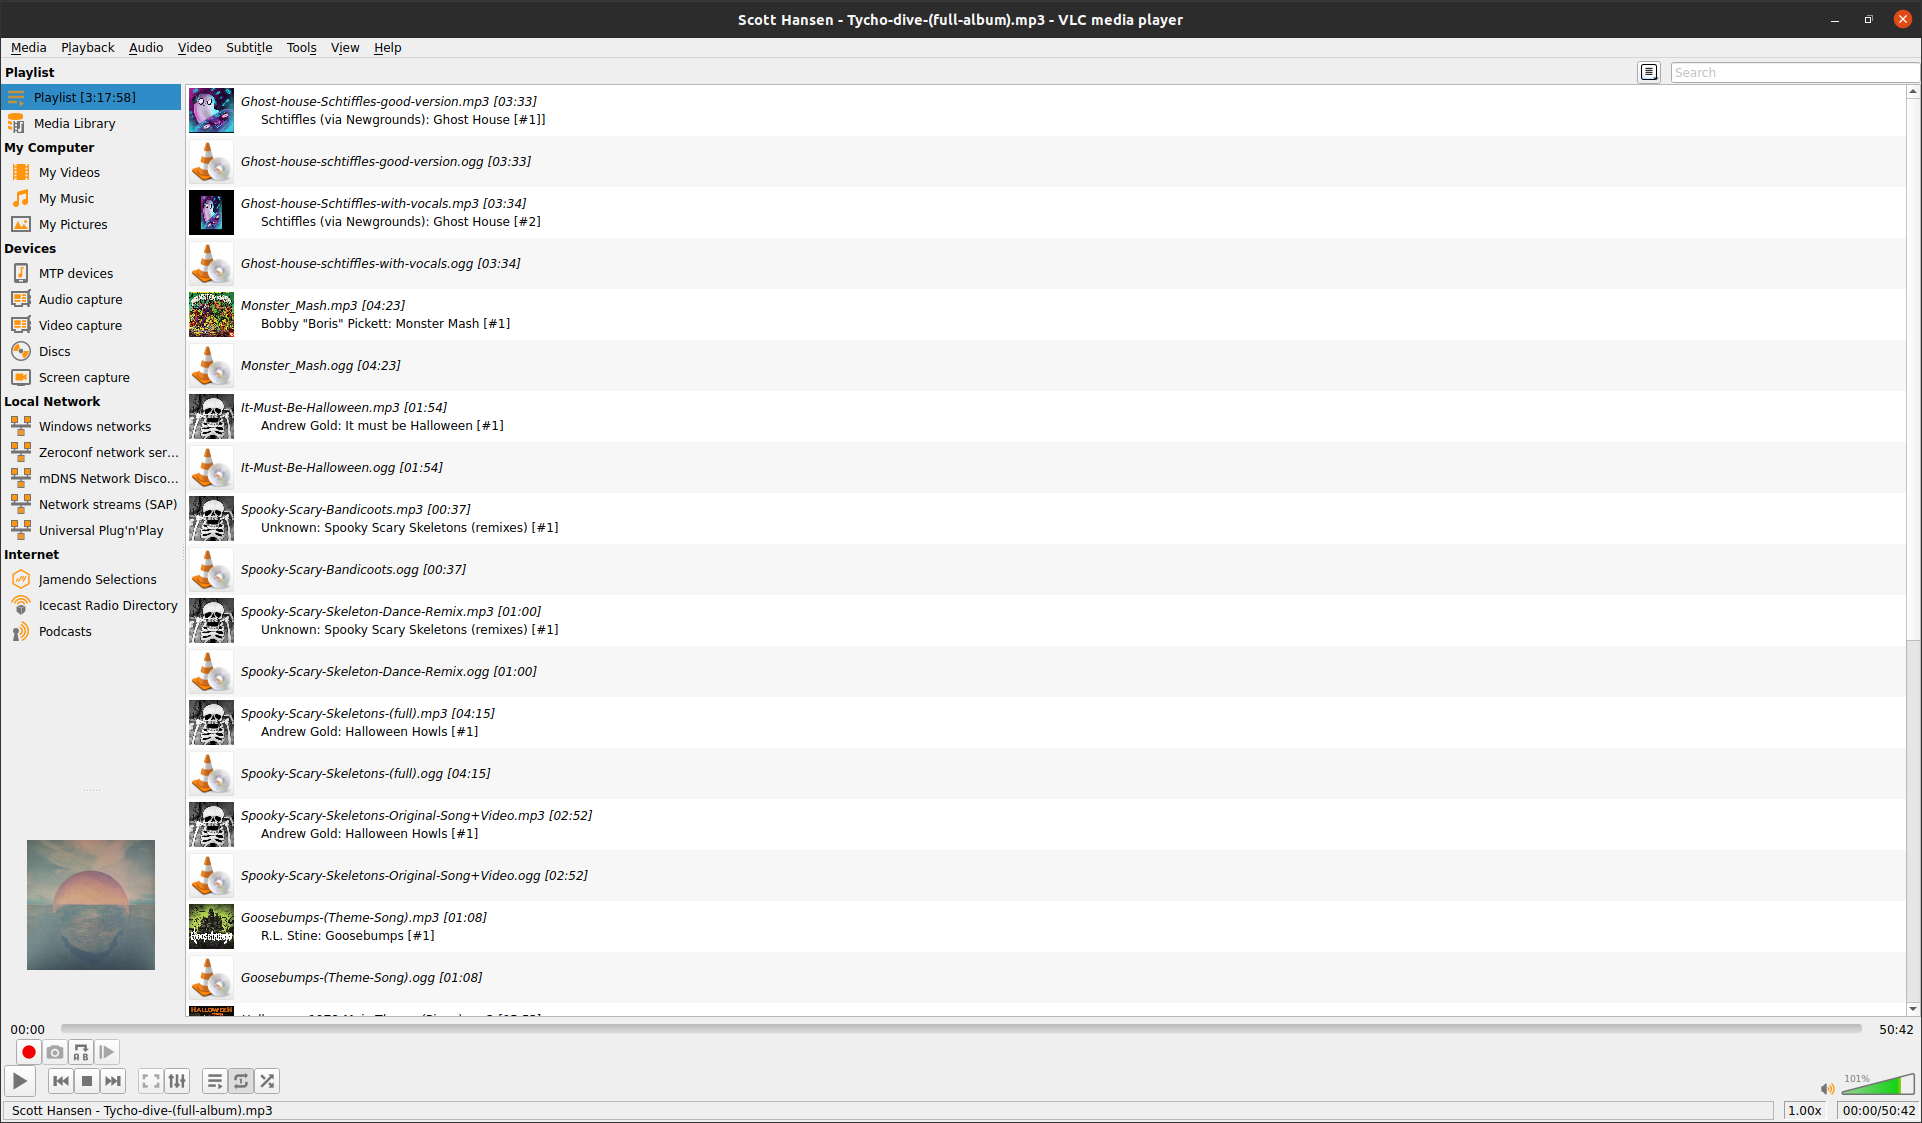 Scott Hansen - Tycho-dive-(full-album).mp3 - VLC media player
Media Playback Audio Video Subtitle Tools View Help
Playlist
Search
Playlist [3:17:58]
Media Library
My Computer
My Videos
My Music
My Pictures
Devices
MTP devices
Audio capture
Video capture
Discs
Screen capture
Local Network
Windows networks
Zeroconf network ser...
mDNS Network Disco...
Network streams (SAP)
Universal Plug'n'Play
Internet
Jamendo Selections
Icecast Radio Directory
Podcasts
Ghost-house-Schtiffles-good-version.mp3 [03:33]
Schtiffles (via Newgrounds): Ghost House [#1]]
Ghost-house-schtiffles-good-version.ogg [03:33]
Ghost-house-Schtiffles-with-vocals.mp3 [03:34]
Schtiffles (via Newgrounds): Ghost House [#2]
Ghost-house-schtiffles-with-vocals.ogg [03:34]
Monster_Mash.mp3 [04:23]
Bobby "Boris" Pickett: Monster Mash [#1]
Monster_Mash.ogg [04:23]
It-Must-Be-Halloween.mp3 [01:54]
Andrew Gold: It must be Halloween [#1]
It-Must-Be-Halloween.ogg [01:54]
Spooky-Scary-Bandicoots.mp3 [00:37]
Unknown: Spooky Scary Skeletons (remixes) [#1]
Spooky-Scary-Bandicoots.ogg [00:37]
Spooky-Scary-Skeleton-Dance-Remix.mp3 [01:00]
Unknown: Spooky Scary Skeletons (remixes) [#1]
Spooky-Scary-Skeleton-Dance-Remix.ogg [01:00]
Spooky-Scary-Skeletons-(full).mp3 [04:15]
Andrew Gold: Halloween Howls [#1]
Spooky-Scary-Skeletons-(full).ogg [04:15]
Spooky-Scary-Skeletons-Original-Song+Video.mp3 [02:52]
Andrew Gold: Halloween Howls [#1]
Spooky-Scary-Skeletons-Original-Song+Video.ogg [02:52]
Goosebumps-(Theme-Song).mp3 [01:08]
R.L. Stine: Goosebumps [#1]
Goosebumps-(Theme-Song).ogg [01:08]
HALLOWEEN
00:00
50:42
A B
101%
Scott Hansen - Tycho-dive-(full-album).mp3
1.00x
00:00/50:42